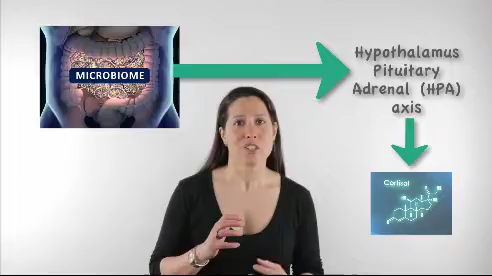 MICROBIOME
Hypothalamus
Pituitary
Adrenal (HPA)
axis
Cortisol